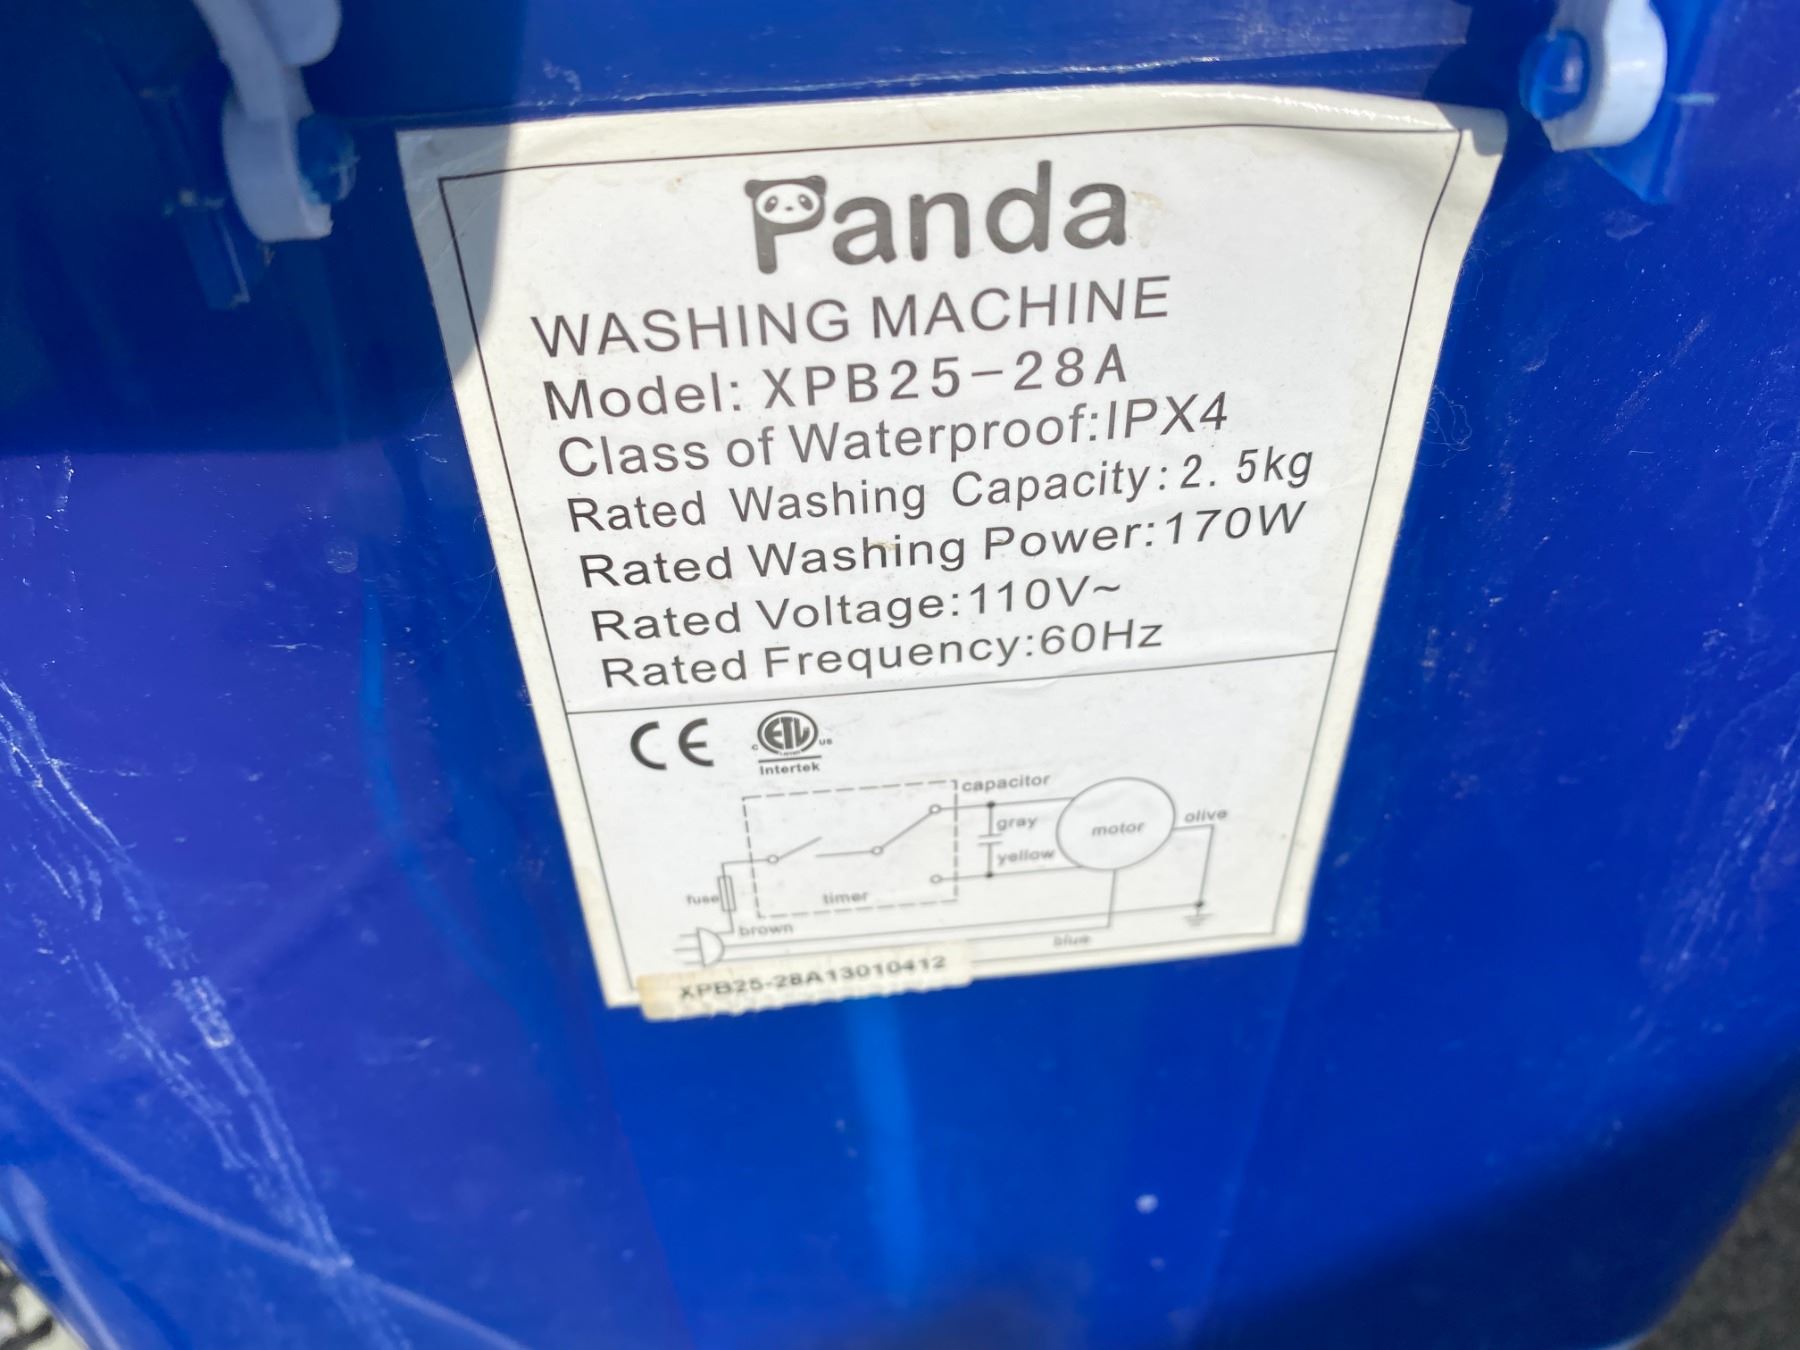 Panda
WASHING MACHINE
Model: XPB25-28A
Class of Waterproof:IPX4
Rated Washing Capacity: 2. 5kg
Rated Washing Power:170W
Rated Voltage:110V~
Rated Frequency:60Hz
CE
c ETL us
Intertek
capacitor
gray
motor
olive
yellow
fuse
timer
brown
blue
XPB25-28A13010412